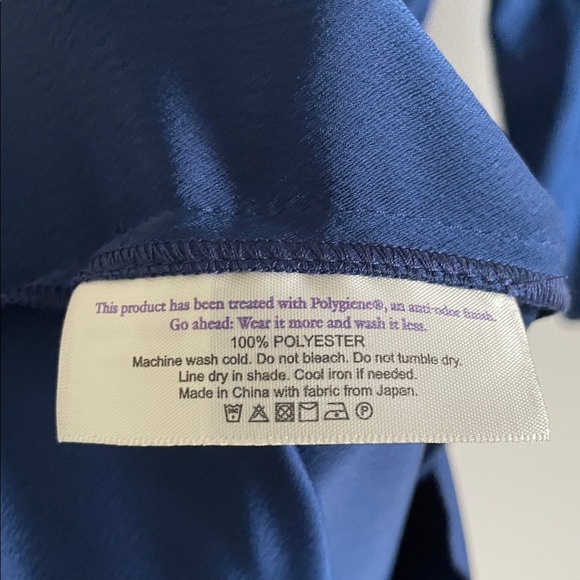 This product has been treated with Polygiene®, an anti-odor finish.
Go ahead: Wear it more and wash it less.
100% POLYESTER
Machine wash cold. Do not bleach. Do not tumble dry.
Line dry in shade. Cool iron if needed.
Made in China with fabric from Japan.
P